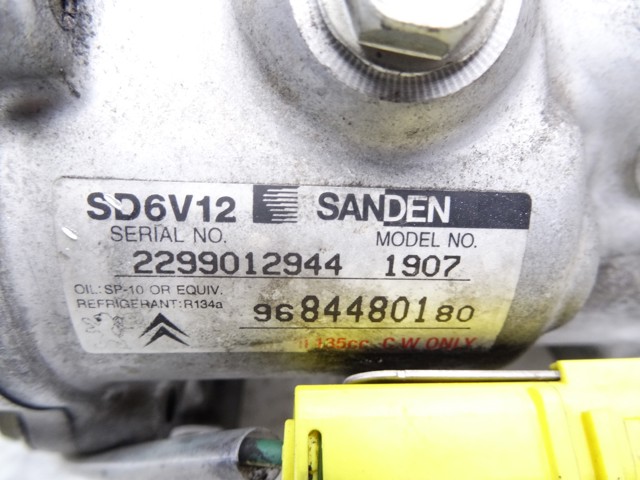 SD6V12 SANDEN
SERIAL NO. MODEL NO.
2299012944 1907
OIL: SP-10 OR EQUIV.
REFRIGERANT: R134a
9684480180
135cc C.W ONLY